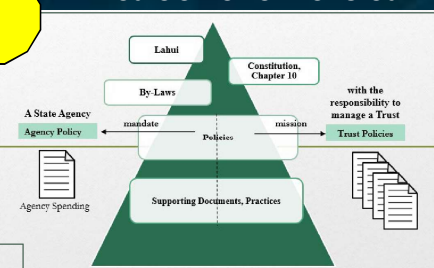 Lahui
Constitution,
Chapter 10
By-Laws
with the
responsibility to
manage a Trust
A State Agency
Agency Policy
mandate
Policies
mission
Trust Policies
Agency Spending
Supporting Documents, Practices